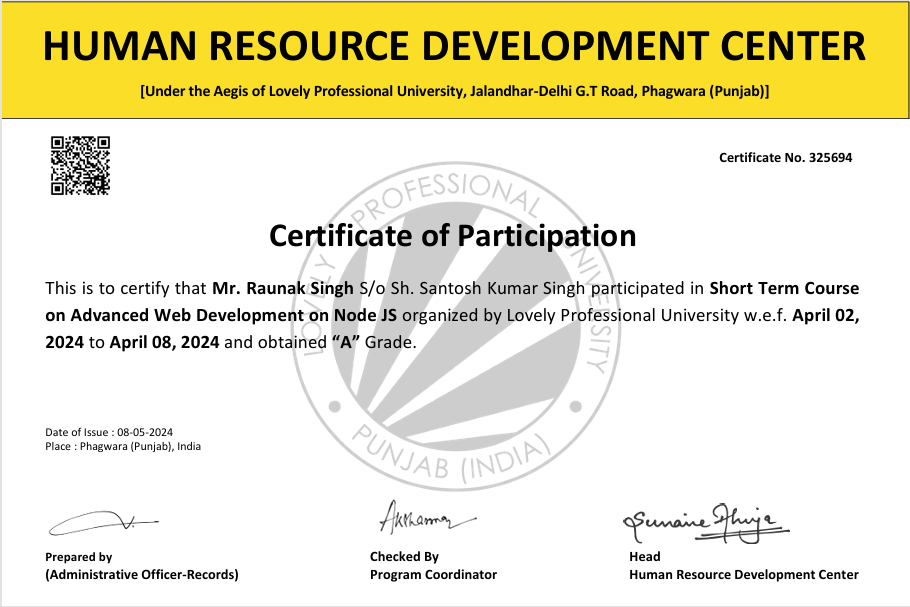 HUMAN RESOURCE DEVELOPMENT CENTER
[Under the Aegis of Lovely Professional University, Jalandhar-Delhi G.T Road, Phagwara (Punjab)]
Certificate No. 325694
LOVELY PROFESSIONAL UNIVERSITY
Certificate of Participation
This is to certify that Mr. Raunak Singh S/o Sh. Santosh Kumar Singh participated in Short Term Course
on Advanced Web Development on Node JS organized by Lovely Professional University w.e.f. April 02,
2024 to April 08, 2024 and obtained “A” Grade.
Date of Issue : 08-05-2024
Place : Phagwara (Punjab), India
PUNJAB (INDIA)
Prepared by
(Administrative Officer-Records)
Checked By
Program Coordinator
Head
Human Resource Development Center